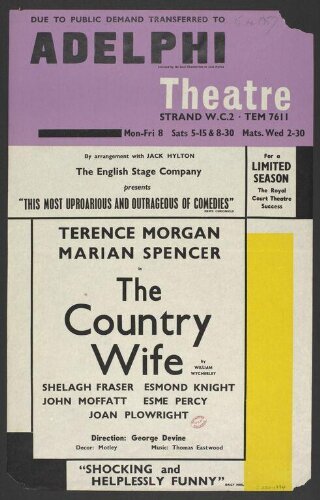 DUE TO PUBLIC DEMAND TRANSFERRED TO
ADELPHI
Theatre
STRAND W.C.2 · TEM 7611
Mon-Fri 8 Sats 5-15 & 8-30 Mats. Wed 2-30
By arrangement with JACK HYLTON
The English Stage Company
presents
"THIS MOST UPROARIOUS AND OUTRAGEOUS OF COMEDIES"
NEWS CHRONICLE
For a
LIMITED
SEASON
The Royal
Court Theatre
Success
TERENCE MORGAN
MARIAN SPENCER
in
The
Country
Wife
by
WILLIAM
WYCHERLEY
SHELAGH FRASER ESMOND KNIGHT
JOHN MOFFATT ESME PERCY
JOAN PLOWRIGHT
Direction: George Devine
Decor: Motley Music: Thomas Eastwood
"SHOCKING and
HELPLESSLY FUNNY"
DAILY MAIL